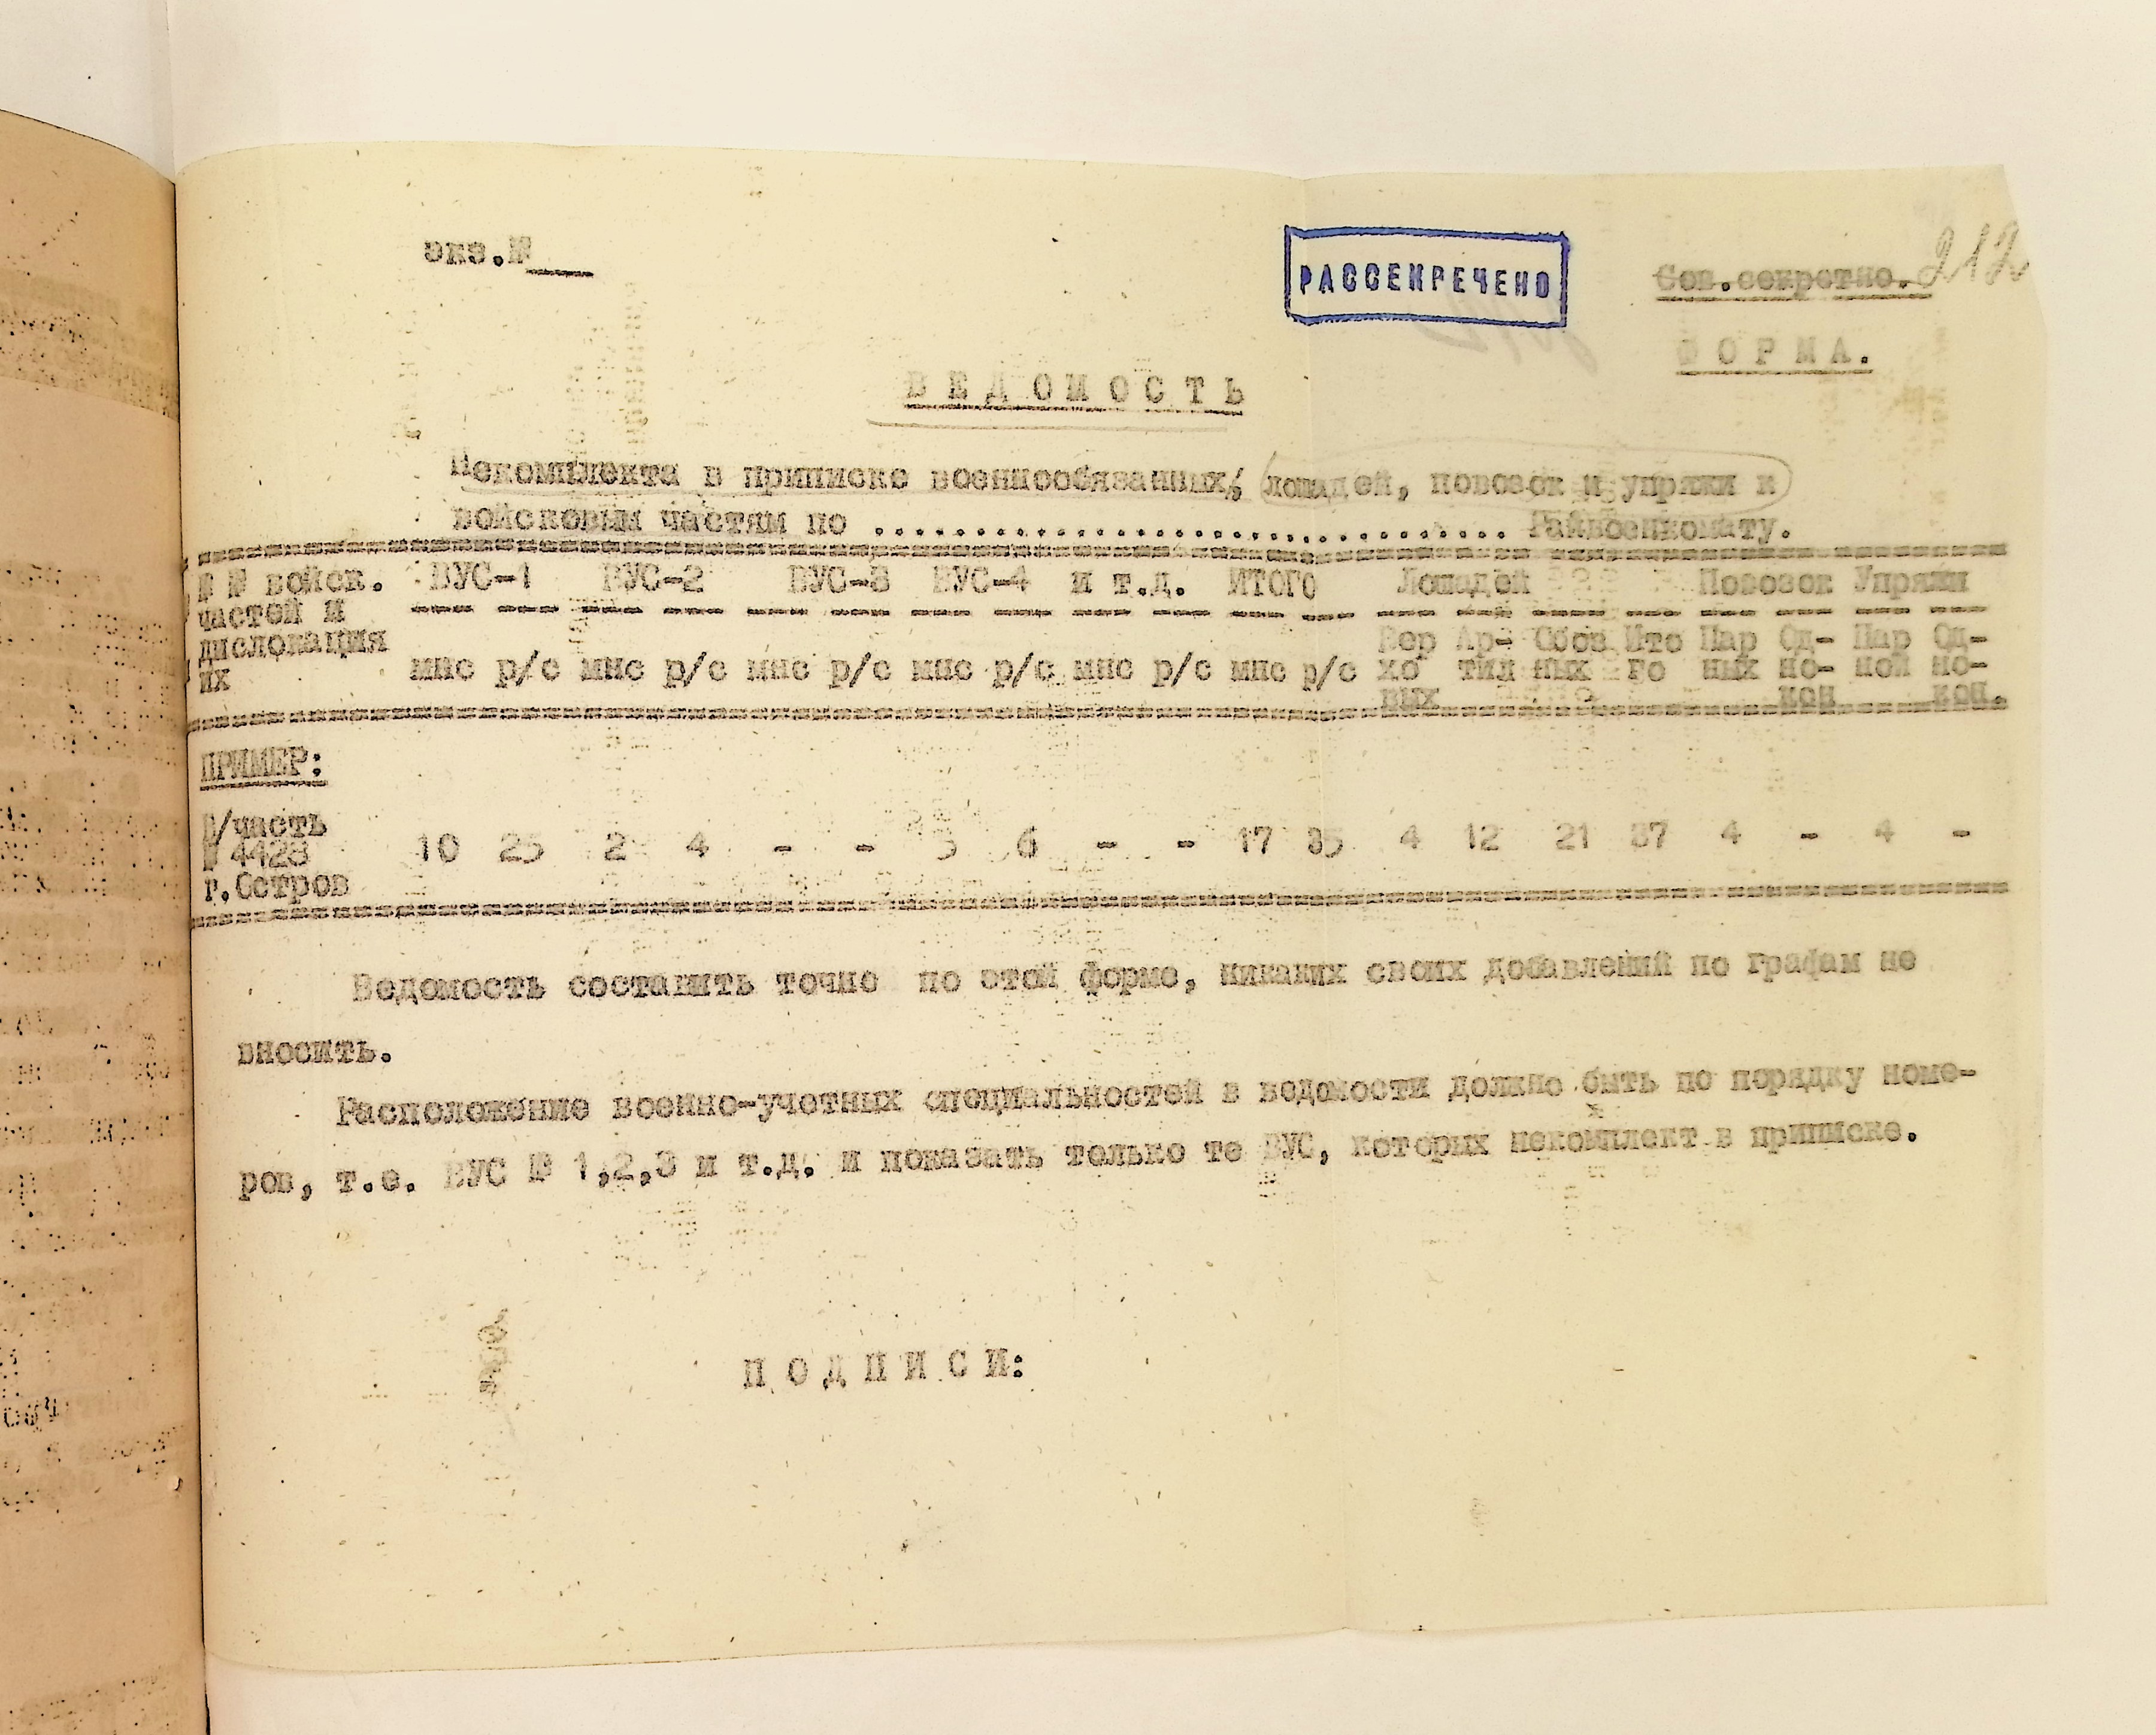 экз.№
РАССЕКРЕЧЕНО
Сов.секретно. 212
Ф О Р М А.
В Е Д О М О С Т Ь
Некомплекта в приписке военнообязанных, лошадей, повозок и упряжи к
войсковым частям по .................................. Райвоенкомату.
№ № войск. ВУС-1 ВУС-2 ВУС-3 ВУС-4 и т.д. ИТОГО Лошадей Повозок Упряжи
частей и
дислокация Вер Ар- Обоз Ито Пар Од- Пар Од-
их мнс р/с мнс р/с мнс р/с мнс р/с мнс р/с мнс р/с хо тил ных го ных но- ной но-
вых кон кон.
ПРИМЕР:
В/часть
№ 4423 10 25 2 4 - - 5 6 - - 17 35 4 12 21 37 4 - 4 -
г.Остров
Ведомость составить точно по этой форме, никаких своих добавлений по графам не
вносить.
Расположение военно-учетных специальностей в ведомости должно быть по порядку номе-
ров, т.е. ВУС № 1,2,3 и т.д. и показать только те ВУС, которых некомплект в приписке.
П О Д П И С И: